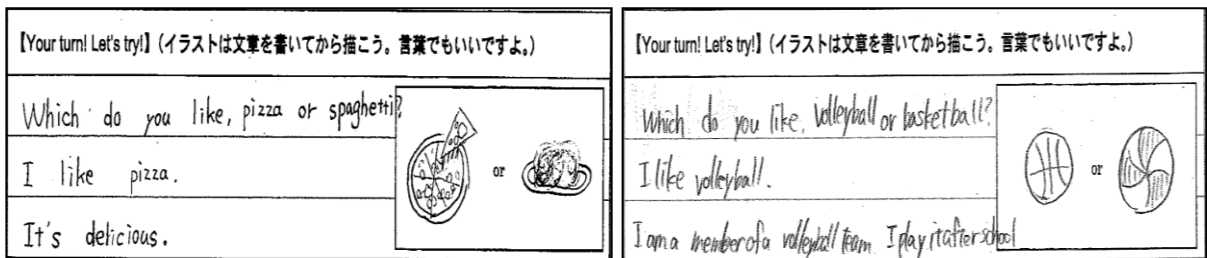 【Your turn! Let's try!】(イラストは文章を書いてから描こう。言葉でもいいですよ。)
Which do you like, pizza or spaghetti?
I like pizza.
It's delicious.
or
【Your turn! Let's try!】(イラストは文章を書いてから描こう。言葉でもいいですよ。)
Which do you like, volleyball or basketball?
I like volleyball.
I am a member of a volleyball team. I play it after school
or